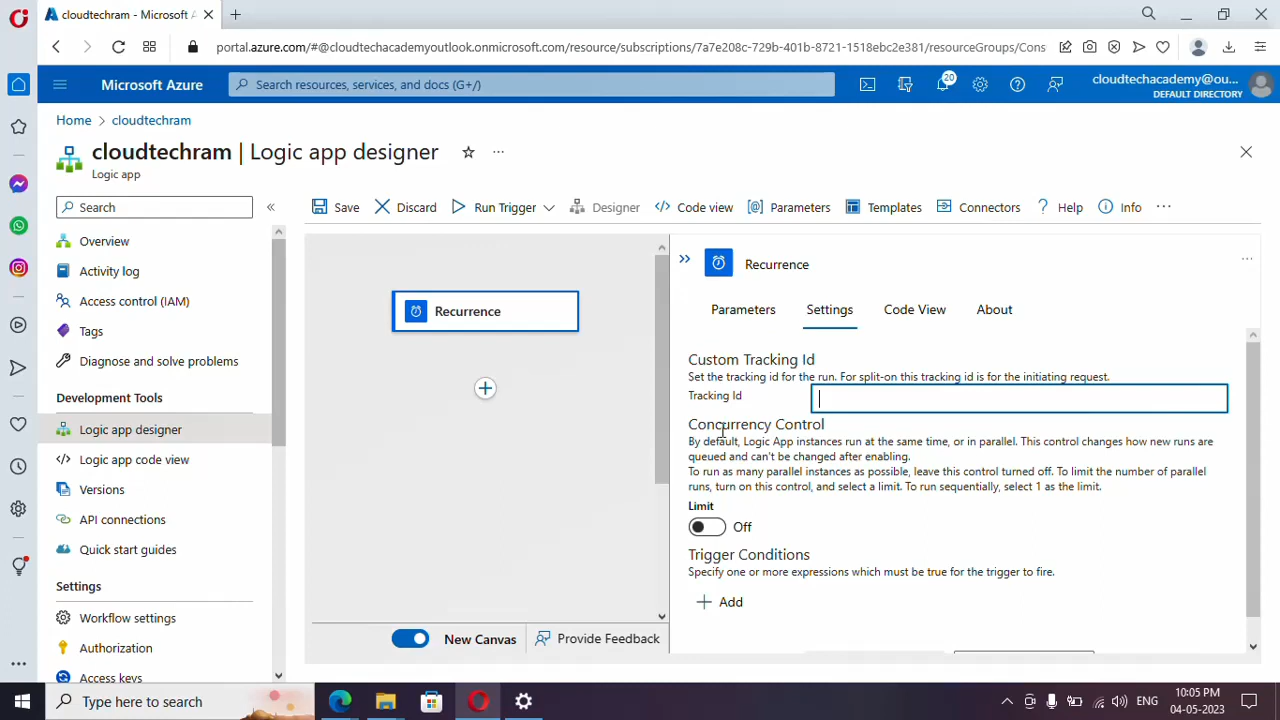 cloudtechram - Microsoft A
portal.azure.com/#@cloudtechacademyoutlook.onmicrosoft.com/resource/subscriptions/7a7e208c-729b-401b-8721-1518ebc2e381/resourceGroups/Cons
Microsoft Azure
Search resources, services, and docs (G+/)
20
cloudtechacademy@ou...
DEFAULT DIRECTORY
Home > cloudtechram
cloudtechram | Logic app designer
Logic app
Search
Save
Discard
Run Trigger
Designer
Code view
Parameters
Templates
Connectors
Help
Info
Overview
Activity log
Access control (IAM)
Tags
Diagnose and solve problems
Development Tools
Logic app designer
Logic app code view
Versions
API connections
Quick start guides
Settings
Workflow settings
Authorization
Access keys
Recurrence
New Canvas
Provide Feedback
Recurrence
Parameters
Settings
Code View
About
Custom Tracking Id
Set the tracking id for the run. For split-on this tracking id is for the initiating request.
Tracking Id
Concurrency Control
By default, Logic App instances run at the same time, or in parallel. This control changes how new runs are
queued and can't be changed after enabling.
To run as many parallel instances as possible, leave this control turned off. To limit the number of parallel
runs, turn on this control, and select a limit. To run sequentially, select 1 as the limit.
Limit
Off
Trigger Conditions
Specify one or more expressions which must be true for the trigger to fire.
Add
Type here to search
ENG
10:05 PM
04-05-2023